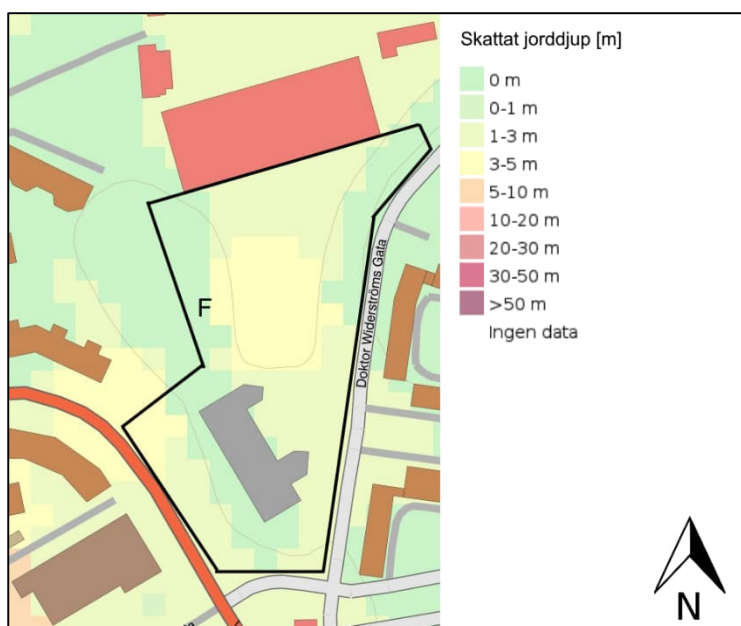 Skattat jorddjup [m]
0 m
0-1 m
1-3 m
3-5 m
5-10 m
10-20 m
20-30 m
30-50 m
>50 m
Ingen data
F
Doktor Widerströms Gata
N